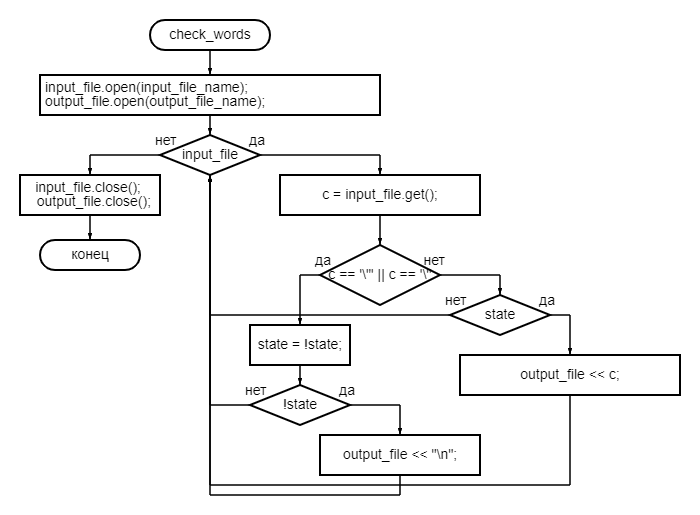 check_words
input_file.open(input_file_name);
output_file.open(output_file_name);
нет
да
input_file
input_file.close();
output_file.close();
c = input_file.get();
конец
да
нет
c == '\'" || c == '\"
нет
да
state
state = !state;
output_file << c;
нет
да
!state
output_file << "\n";